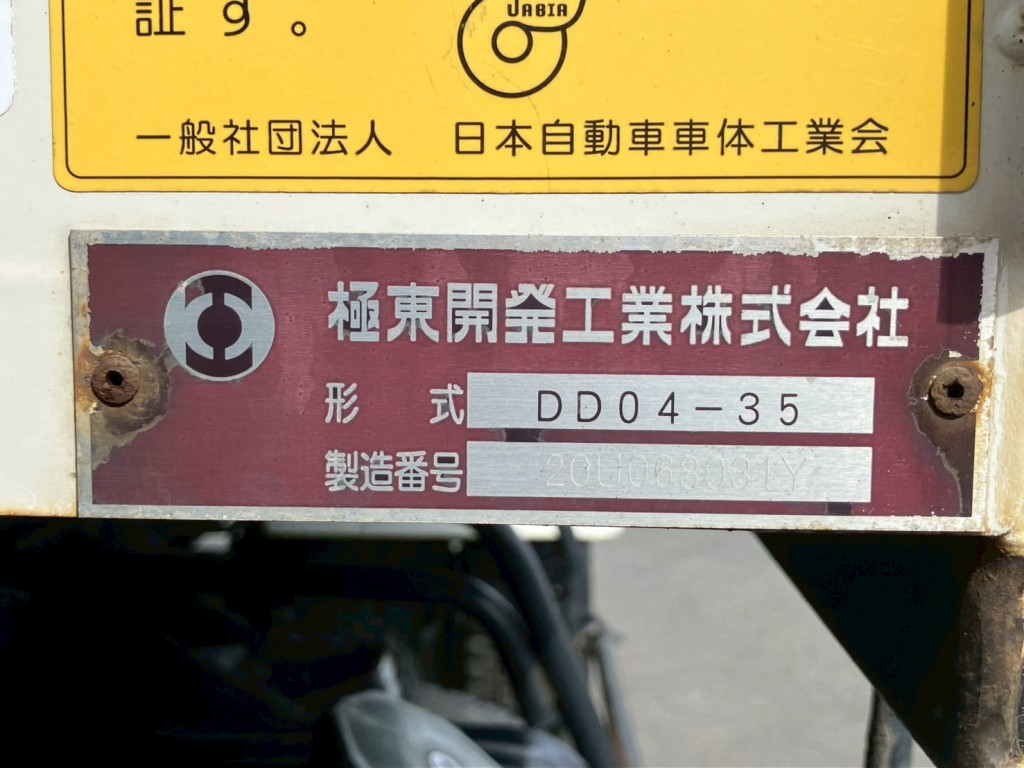 証す。
JABIA
一般社団法人 日本自動車車体工業会
極東開発工業株式会社
形 式 DD04-35
製造番号 20U068031Y